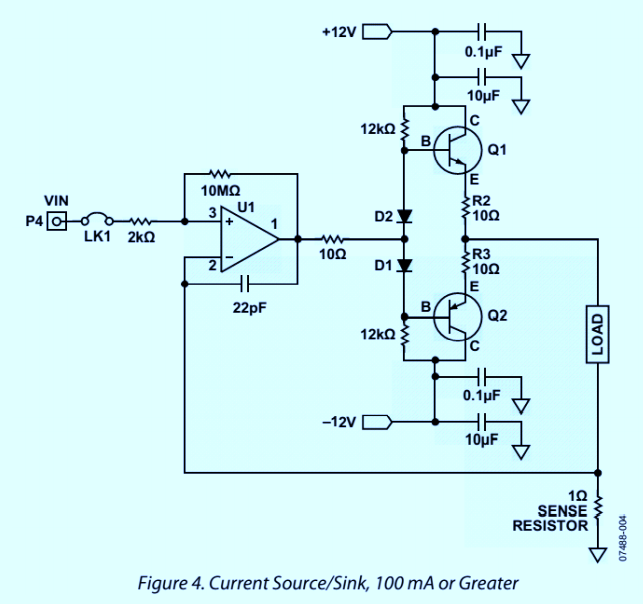 +12V
0.1µF
10µF
12kΩ
C
B
Q1
E
10MΩ
VIN
U1
R2
10Ω
P4
3
+
1
D2
LK1
2kΩ
10Ω
–
2
D1
R3
10Ω
22pF
E
B
Q2
12kΩ
C
LOAD
0.1µF
–12V
10µF
1Ω
SENSE
RESISTOR
07488-004
Figure 4. Current Source/Sink, 100 mA or Greater